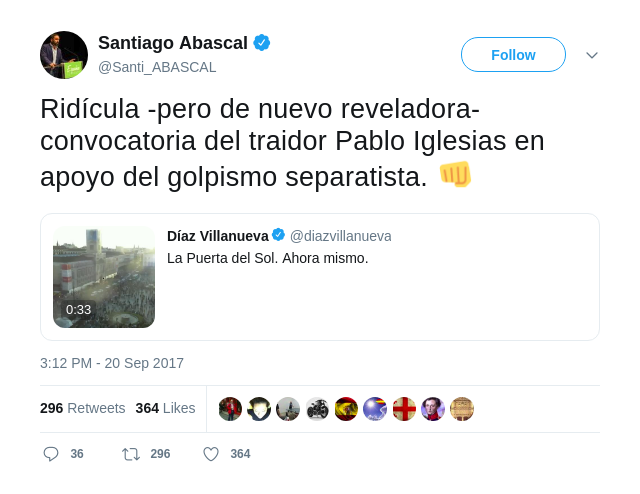 Santiago Abascal
@Santi_ABASCAL
Follow
Ridícula -pero de nuevo reveladora-
convocatoria del traidor Pablo Iglesias en
apoyo del golpismo separatista. 👊
Díaz Villanueva @diazvillanueva
La Puerta del Sol. Ahora mismo.
0:33
3:12 PM - 20 Sep 2017
296 Retweets 364 Likes
36 296 364